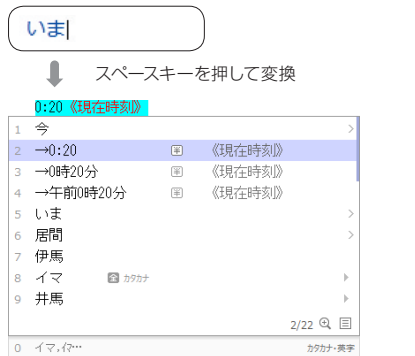 いま
スペースキーを押して変換
0:20 《現在時刻》
1 今
2 →0:20 半 《現在時刻》
3 →0時20分 半 《現在時刻》
4 →午前0時20分 半 《現在時刻》
5 いま
6 居間
7 伊馬
8 イマ 全 カタカナ
9 井馬
2/22
0 イマ,ｲﾏ… カタカナ・英字